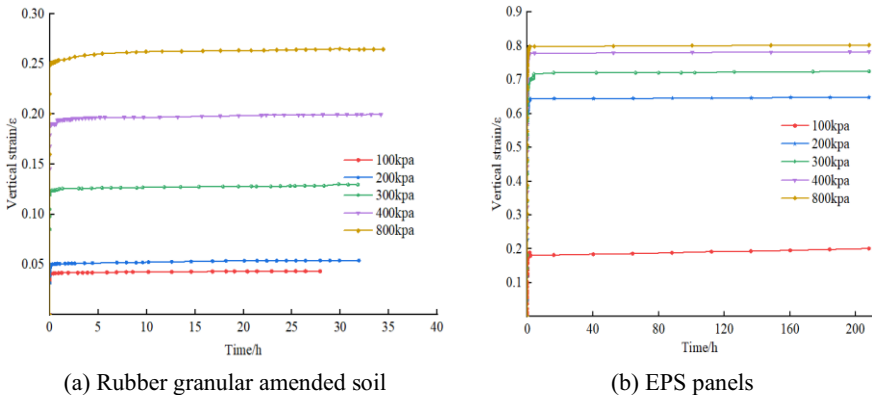 0.30
0.25
0.20
0.15
0.10
0.05
Vertical strain/ε
100kpa
200kpa
300kpa
400kpa
800kpa
0 5 10 15 20 25 30 35 40
Time/h
(a) Rubber granular amended soil
0.9
0.8
0.7
0.6
0.5
0.4
0.3
0.2
0.1
Vertical strain/ε
100kpa
200kpa
300kpa
400kpa
800kpa
0 40 80 120 160 200
Time/h
(b) EPS panels